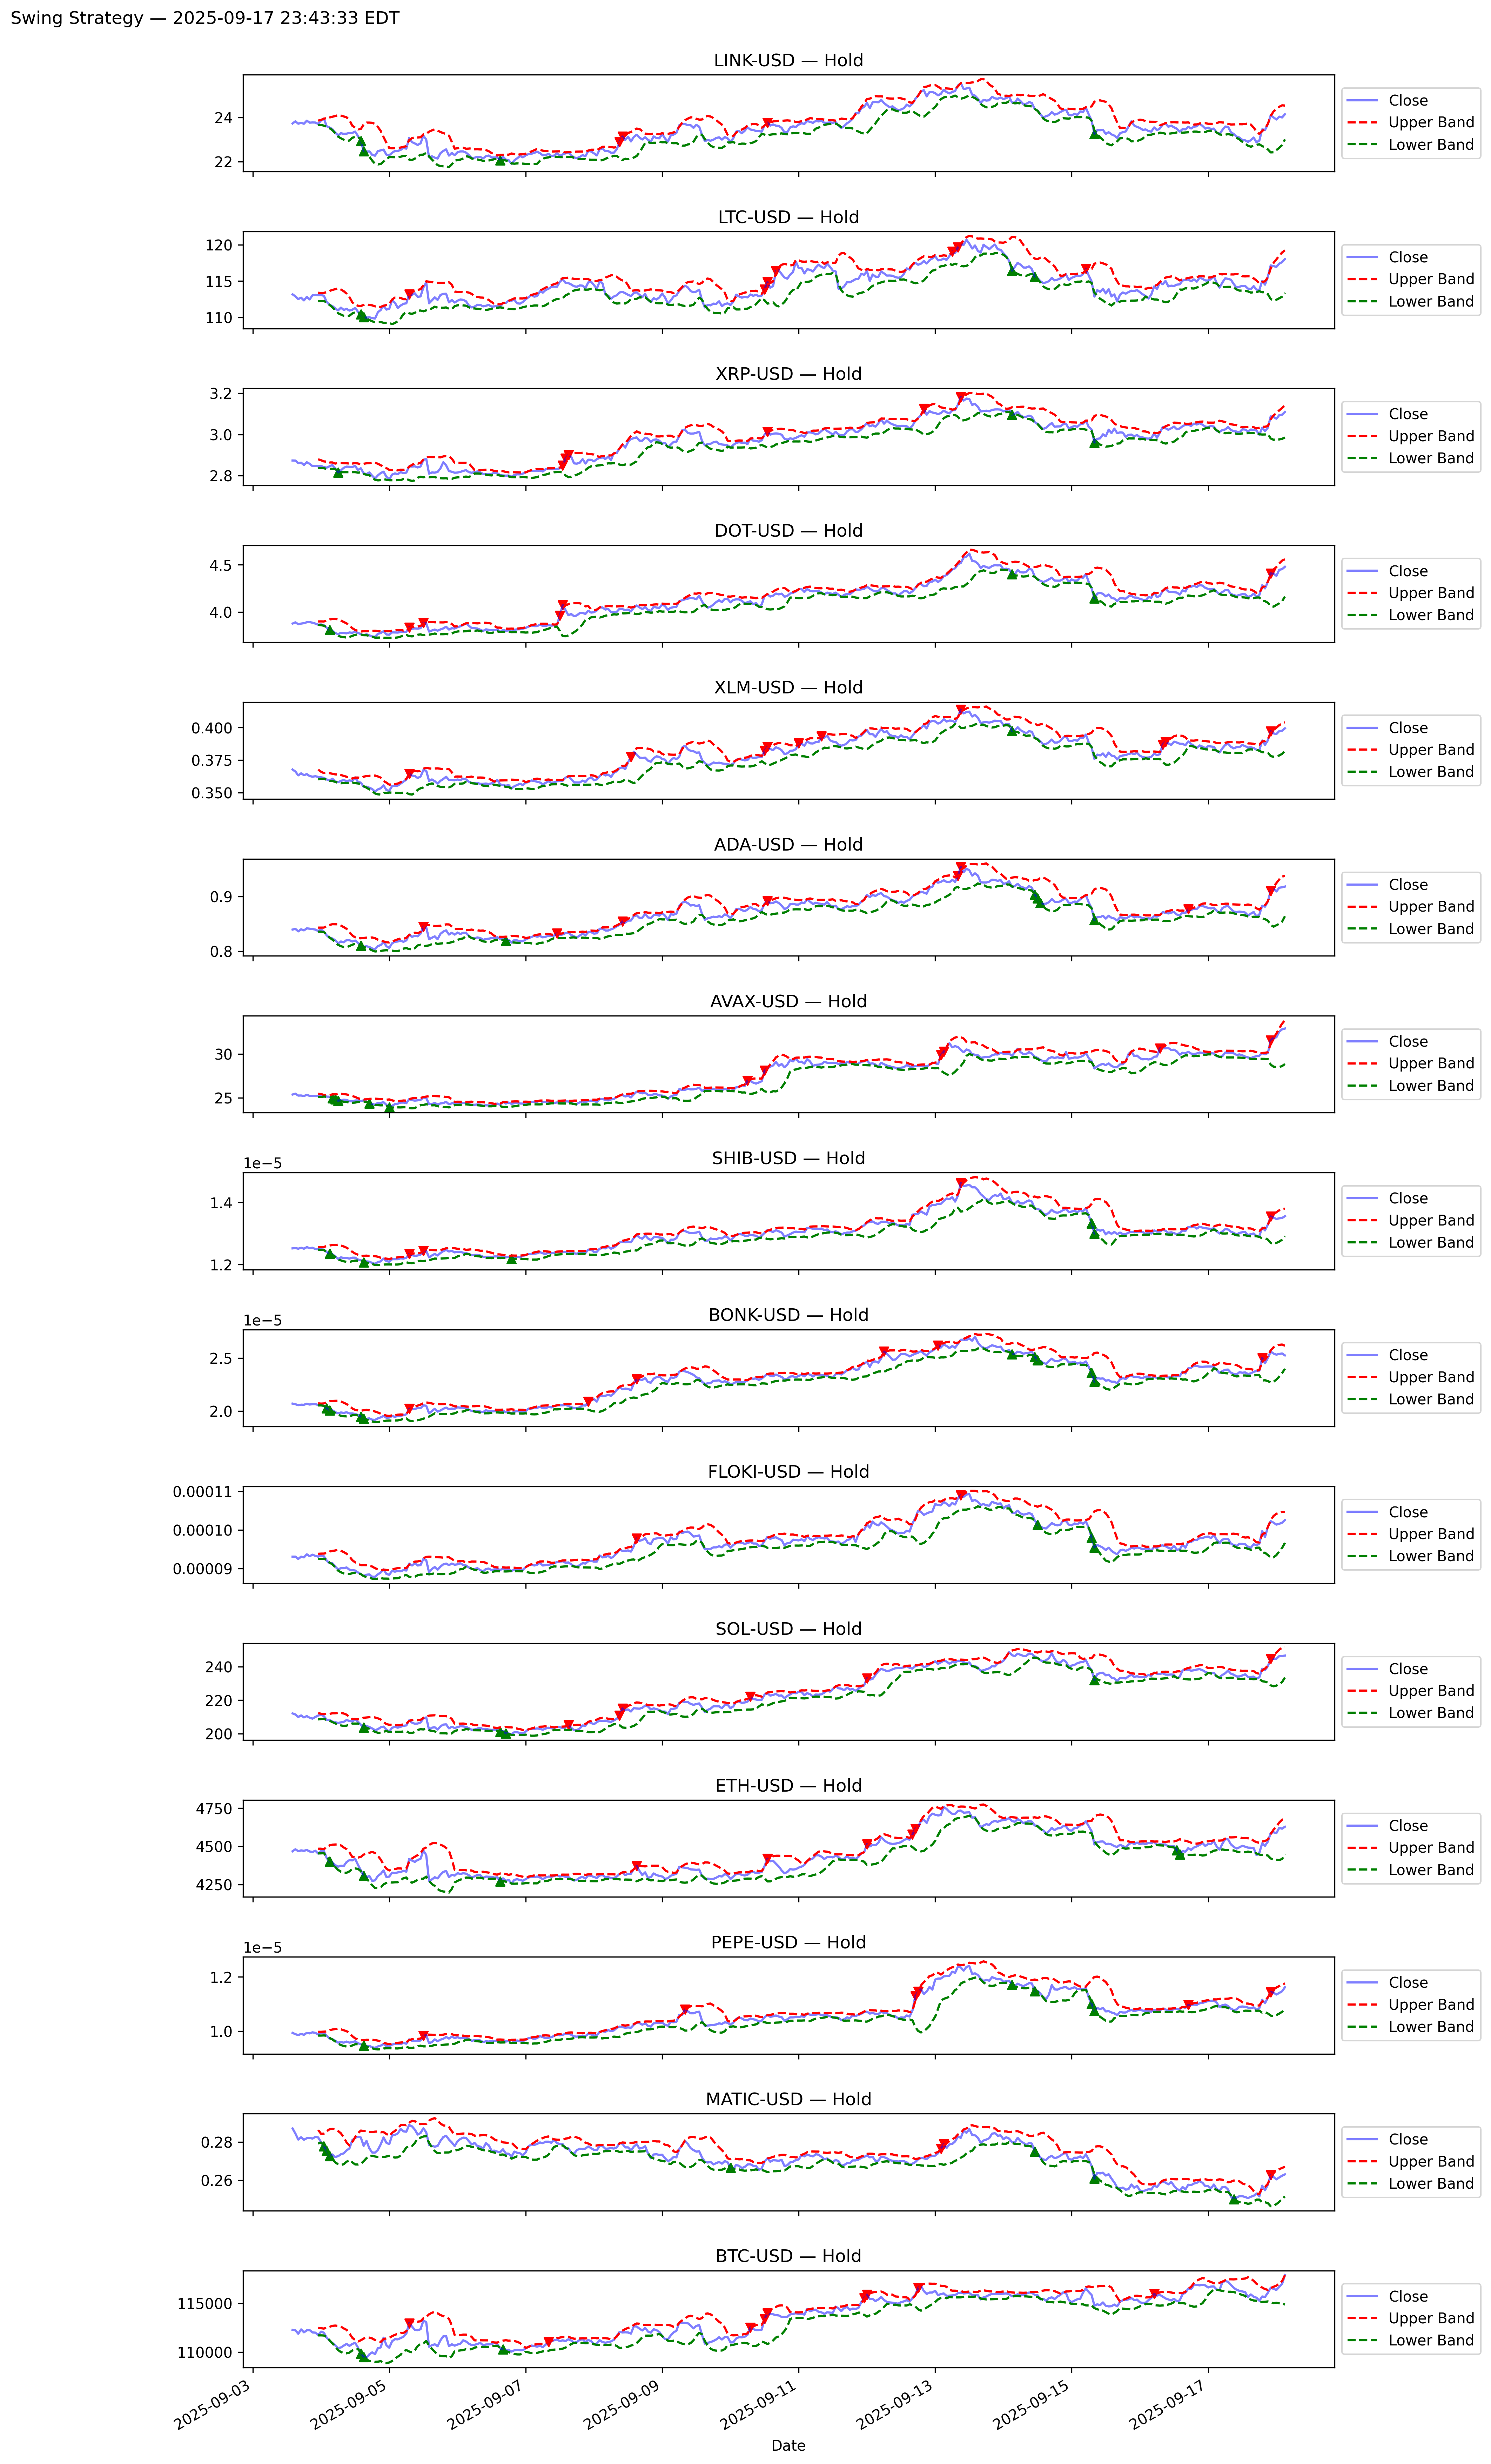 Swing Strategy — 2025-09-17 23:43:33 EDT
LINK-USD — Hold
24
22
Close
Upper Band
Lower Band
LTC-USD — Hold
120
115
110
Close
Upper Band
Lower Band
XRP-USD — Hold
3.2
3.0
2.8
Close
Upper Band
Lower Band
DOT-USD — Hold
4.5
4.0
Close
Upper Band
Lower Band
XLM-USD — Hold
0.400
0.375
0.350
Close
Upper Band
Lower Band
ADA-USD — Hold
0.9
0.8
Close
Upper Band
Lower Band
AVAX-USD — Hold
30
25
Close
Upper Band
Lower Band
SHIB-USD — Hold
1e−5
1.4
1.2
Close
Upper Band
Lower Band
BONK-USD — Hold
1e−5
2.5
2.0
Close
Upper Band
Lower Band
FLOKI-USD — Hold
0.00011
0.00010
0.00009
Close
Upper Band
Lower Band
SOL-USD — Hold
240
220
200
Close
Upper Band
Lower Band
ETH-USD — Hold
4750
4500
4250
Close
Upper Band
Lower Band
PEPE-USD — Hold
1e−5
1.2
1.0
Close
Upper Band
Lower Band
MATIC-USD — Hold
0.28
0.26
Close
Upper Band
Lower Band
BTC-USD — Hold
115000
110000
Close
Upper Band
Lower Band
2025-09-03
2025-09-05
2025-09-07
2025-09-09
2025-09-11
2025-09-13
2025-09-15
2025-09-17
Date